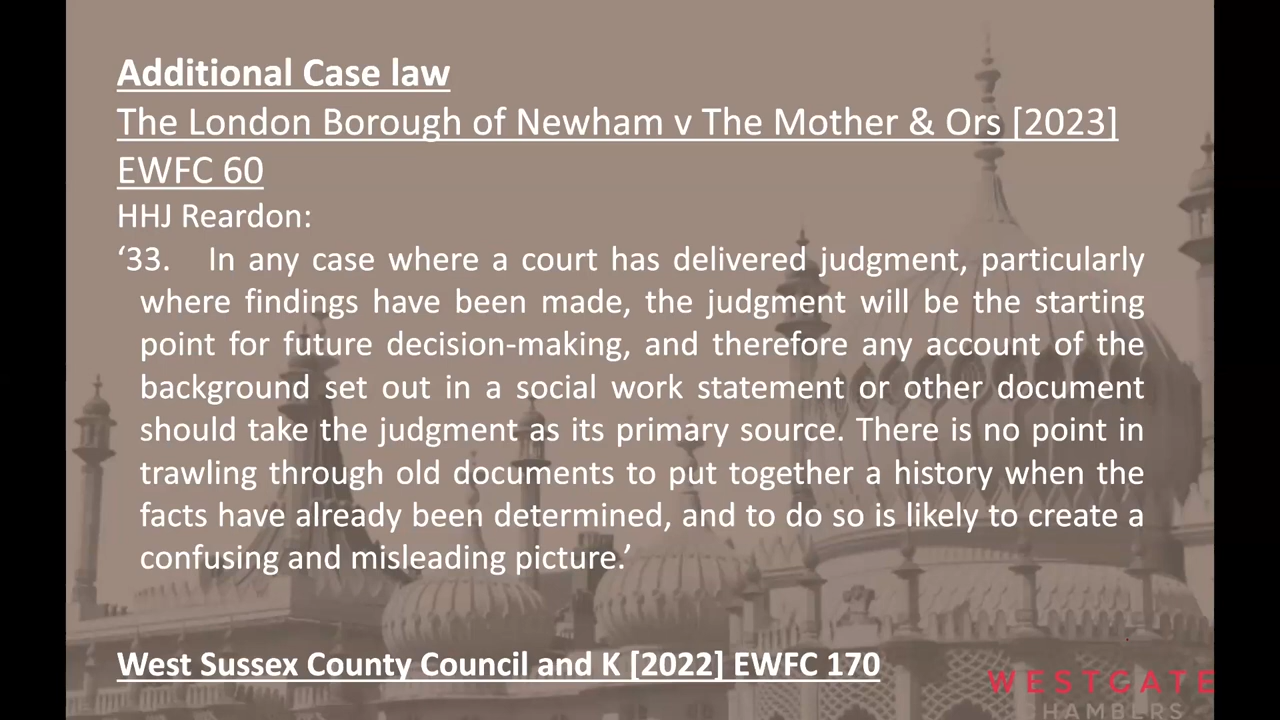 Additional Case law
The London Borough of Newham v The Mother & Ors [2023]
EWFC 60
HHJ Reardon:
‘33. In any case where a court has delivered judgment, particularly
where findings have been made, the judgment will be the starting
point for future decision-making, and therefore any account of the
background set out in a social work statement or other document
should take the judgment as its primary source. There is no point in
trawling through old documents to put together a history when the
facts have already been determined, and to do so is likely to create a
confusing and misleading picture.’
West Sussex County Council and K [2022] EWFC 170
WESTGATE
CHAMBERS